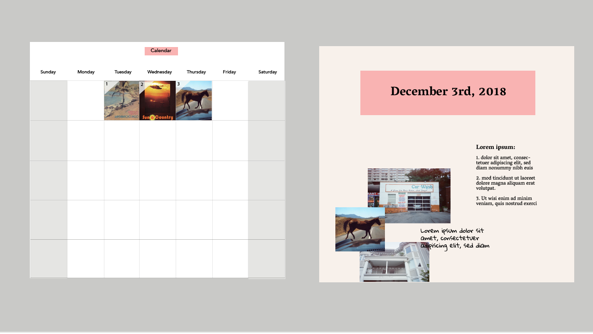 Calendar
Sunday Monday Tuesday Wednesday Thursday Friday Saturday
1 2 3
Sun Country
December 3rd, 2018
Lorem ipsum:
1. dolor sit amet, consec-
tetuer adipiscing elit, sed
diam nonummy nibh euis
2. mod tincidunt ut laoreet
dolore magna aliquam erat
volutpat.
3. Ut wisi enim ad minim
veniam, quis nostrud exerci
Lorem ipsum dolor sit
amet, consectetuer
adipiscing elit, sed diam